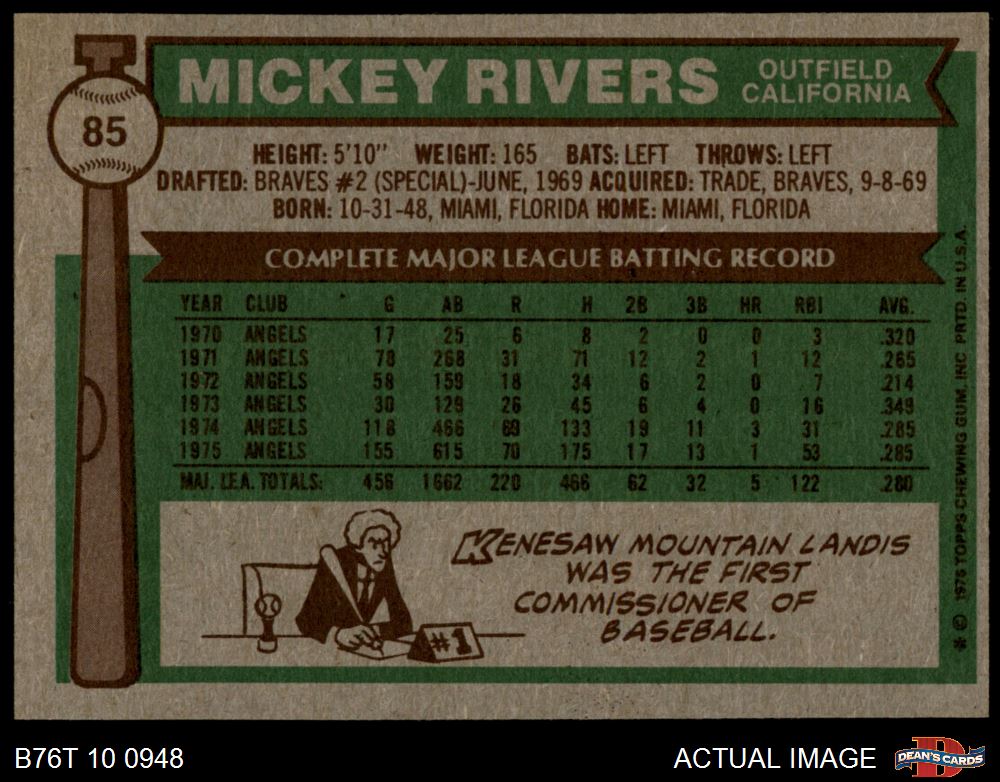 MICKEY RIVERS
OUTFIELD
CALIFORNIA
85
HEIGHT: 5'10" WEIGHT: 165 BATS: LEFT THROWS: LEFT
DRAFTED: BRAVES #2 (SPECIAL)-JUNE, 1969 ACQUIRED: TRADE, BRAVES, 9-8-69
BORN: 10-31-48, MIAMI, FLORIDA HOME: MIAMI, FLORIDA
COMPLETE MAJOR LEAGUE BATTING RECORD
YEAR CLUB G AB R H 2B 3B HR RBI AVG.
1970 ANGELS 17 25 6 8 2 0 0 3 .320
1971 ANGELS 78 268 31 71 12 2 1 12 .265
1972 ANGELS 58 159 18 34 6 2 0 7 .214
1973 ANGELS 30 129 26 45 6 4 0 16 .349
1974 ANGELS 118 466 69 133 19 11 3 31 .285
1975 ANGELS 155 615 70 175 17 13 1 53 .285
MAJ. LEA. TOTALS: 456 1662 220 466 62 32 5 122 .280
KENESAW MOUNTAIN LANDIS
WAS THE FIRST
COMMISSIONER OF
BASEBALL.
#1
* © 1976 TOPPS CHEWING GUM, INC. PRTD. IN U.S.A.
B76T 10 0948
ACTUAL IMAGE
D
DEAN'S CARDS